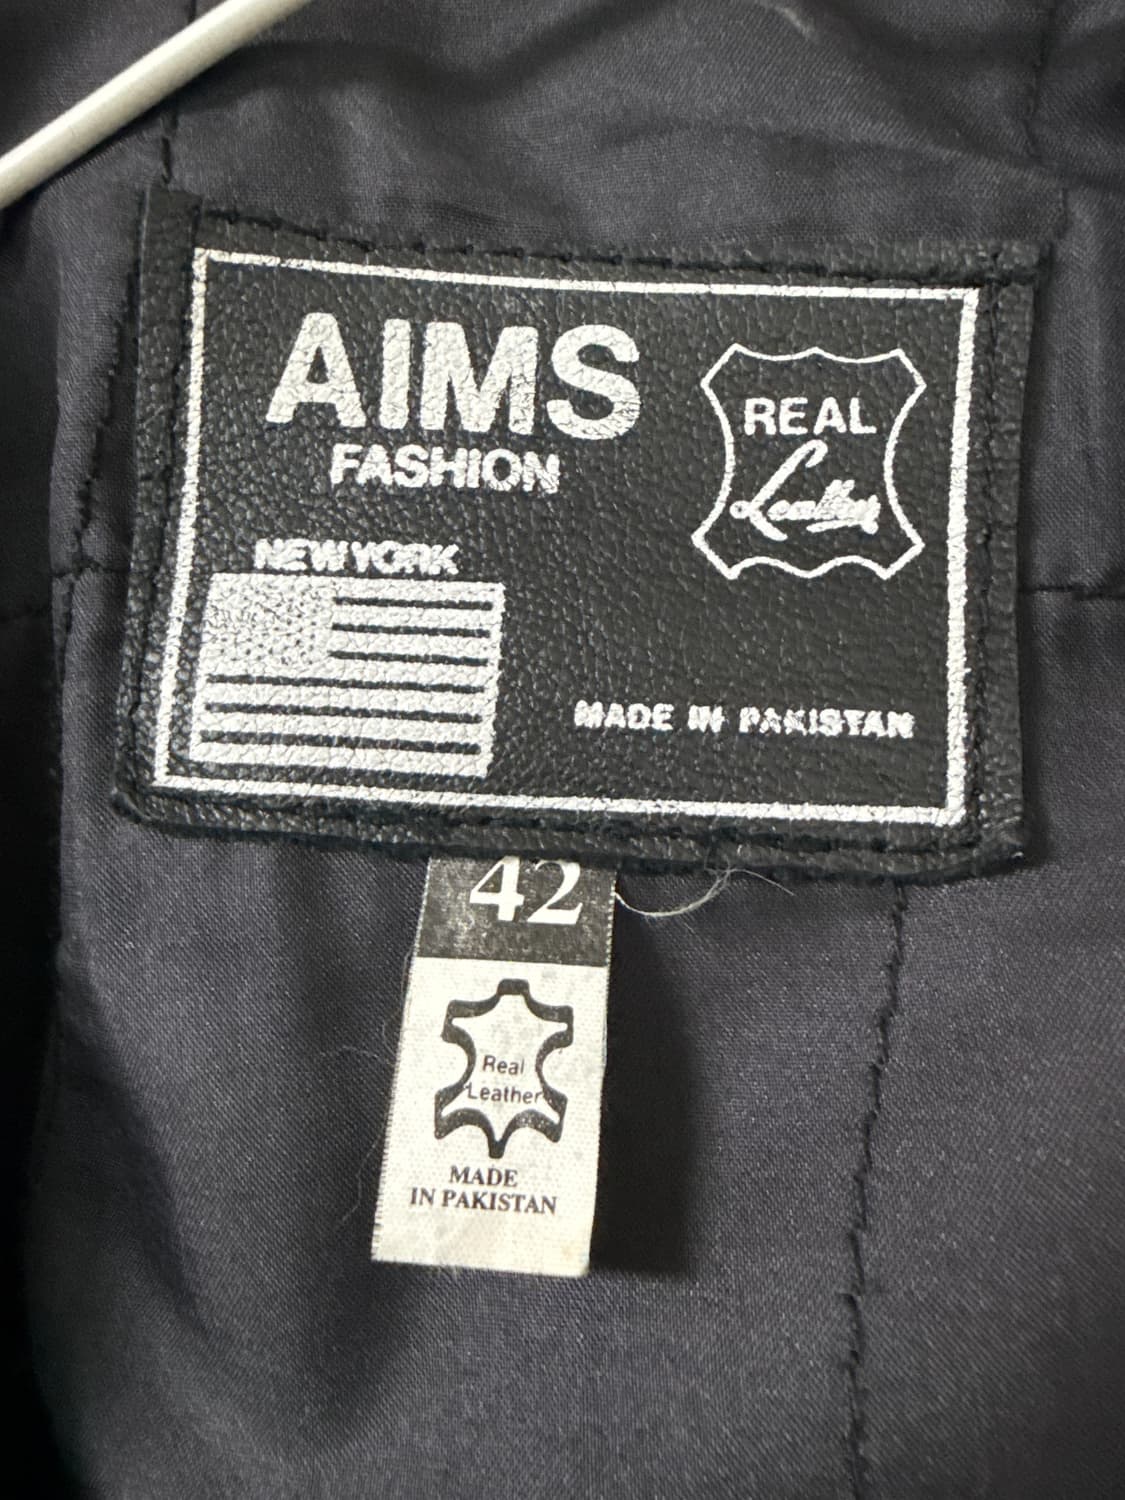 AIMS
FASHION
REAL
Leather
NEW YORK
MADE IN PAKISTAN
42
Real
Leather
MADE
IN PAKISTAN